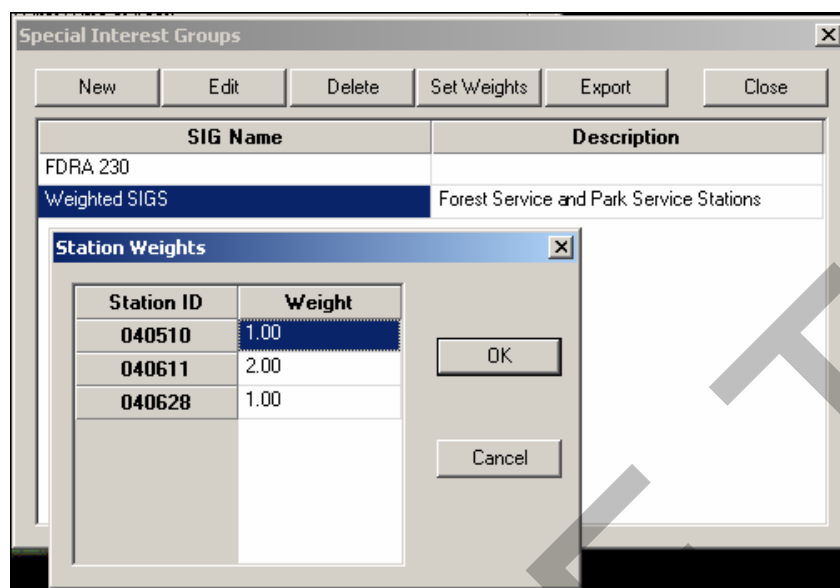 Special Interest Groups
New Edit Delete Set Weights Export Close
SIG Name Description
FDRA 230
Weighted SIGS Forest Service and Park Service Stations
Station Weights
Station ID Weight
040510 1.00
040611 2.00
040628 1.00
OK
Cancel